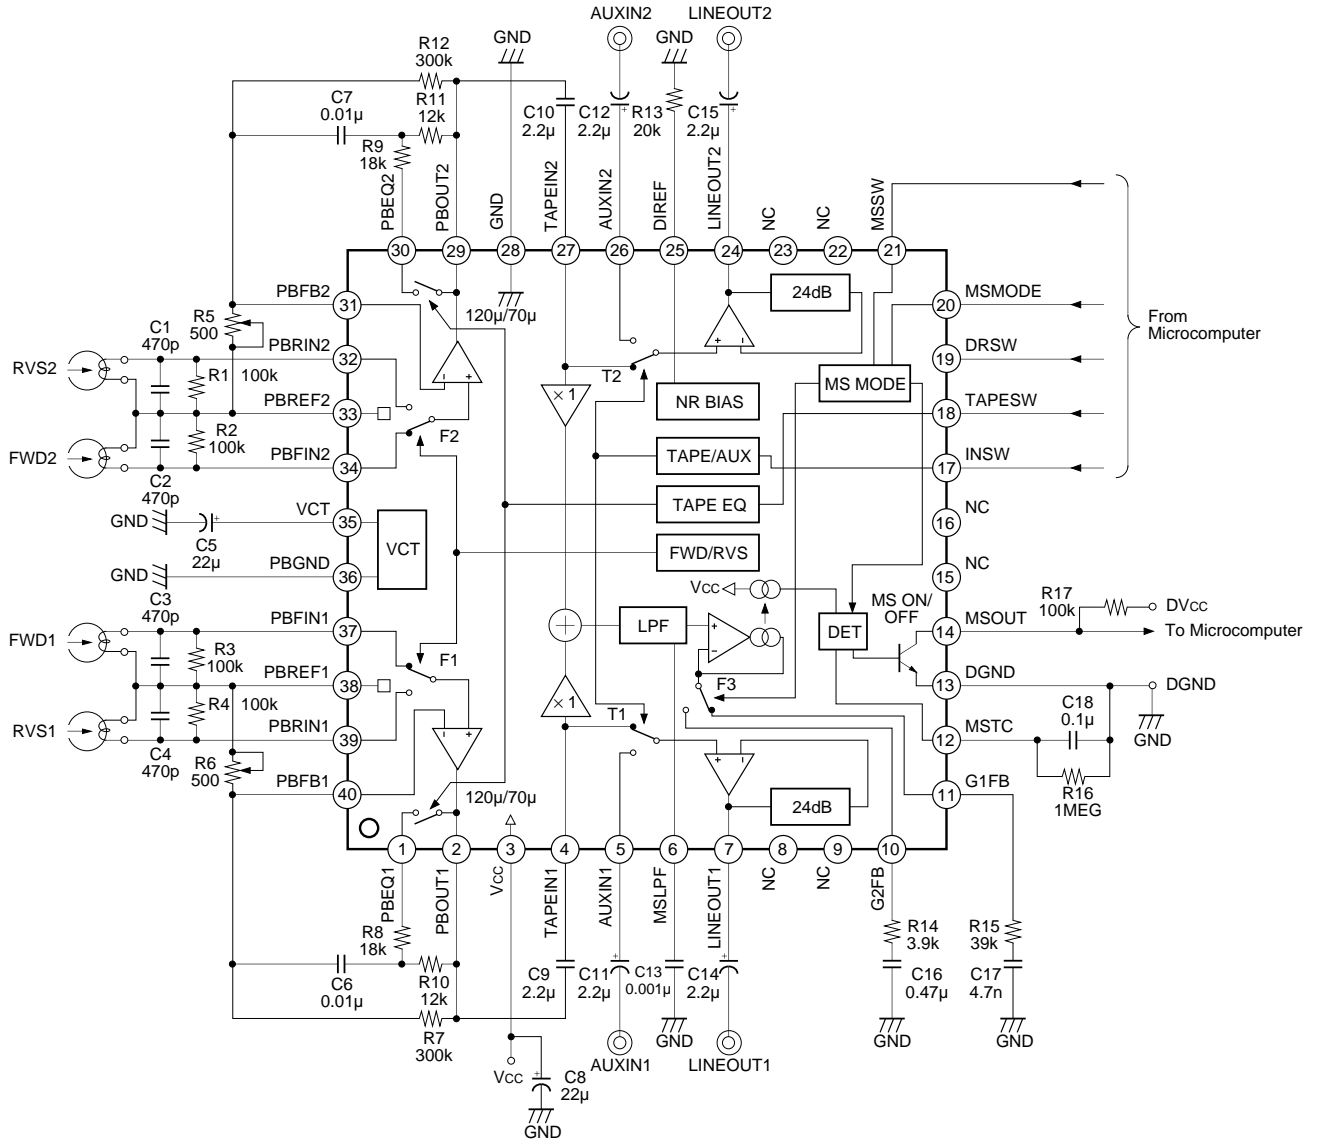 AUXIN2
LINEOUT2
GND
GND
R12
300k
C7
0.01µ
R11
12k
R9
18k
C10
2.2µ
C12
2.2µ
R13
20k
C15
2.2µ
PBEQ2
PBOUT2
GND
TAPEIN2
AUXIN2
DIREF
LINEOUT2
NC
NC
MSSW
30
29
28
27
26
25
24
23
22
21
PBFB2
31
120µ/70µ
24dB
20
MSMODE
From
Microcomputer
C1
470p
R5
500
PBRIN2
32
RVS2
R1
100k
T2
19
DRSW
PBREF2
33
× 1
NR BIAS
MS MODE
18
TAPESW
R2
100k
F2
FWD2
PBFIN2
34
TAPE/AUX
17
INSW
C2
470p
TAPE EQ
VCT
GND
35
C5
22µ
VCT
16
NC
FWD/RVS
PBGND
GND
36
Vcc
15
NC
C3
470p
MS ON/
OFF
R17
100k
DVcc
PBFIN1
37
LPF
DET
14
MSOUT
To Microcomputer
FWD1
R3
100k
F1
F3
PBREF1
38
13
DGND
DGND
R4
100k
× 1
T1
C18
0.1µ
GND
RVS1
PBRIN1
39
12
MSTC
C4
470p
R6
500
PBFB1
40
120µ/70µ
24dB
11
G1FB
R16
1MEG
1
2
3
4
5
6
7
8
9
10
PBEQ1
PBOUT1
Vcc
TAPEIN1
AUXIN1
MSLPF
LINEOUT1
NC
NC
G2FB
R8
18k
R14
3.9k
R15
39k
C6
0.01µ
R10
12k
C9
2.2µ
C11
2.2µ
C13
0.001µ
C14
2.2µ
C16
0.47µ
C17
4.7n
R7
300k
GND
GND
GND
AUXIN1
LINEOUT1
Vcc
C8
22µ
GND